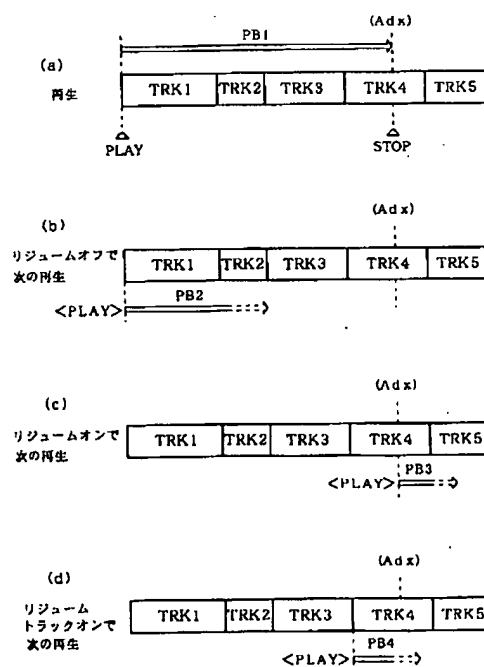 (Adx)
PB1
(a)
再生
TRK1 TRK2 TRK3 TRK4 TRK5
PLAY STOP
(b)
(Adx)
リジュームオフで
次の再生
TRK1 TRK2 TRK3 TRK4 TRK5
<PLAY> PB2
(c)
(Adx)
リジュームオンで
次の再生
TRK1 TRK2 TRK3 TRK4 TRK5
<PLAY> PB3
(d)
(Adx)
リジューム
トラックオンで
次の再生
TRK1 TRK2 TRK3 TRK4 TRK5
<PLAY> PB4